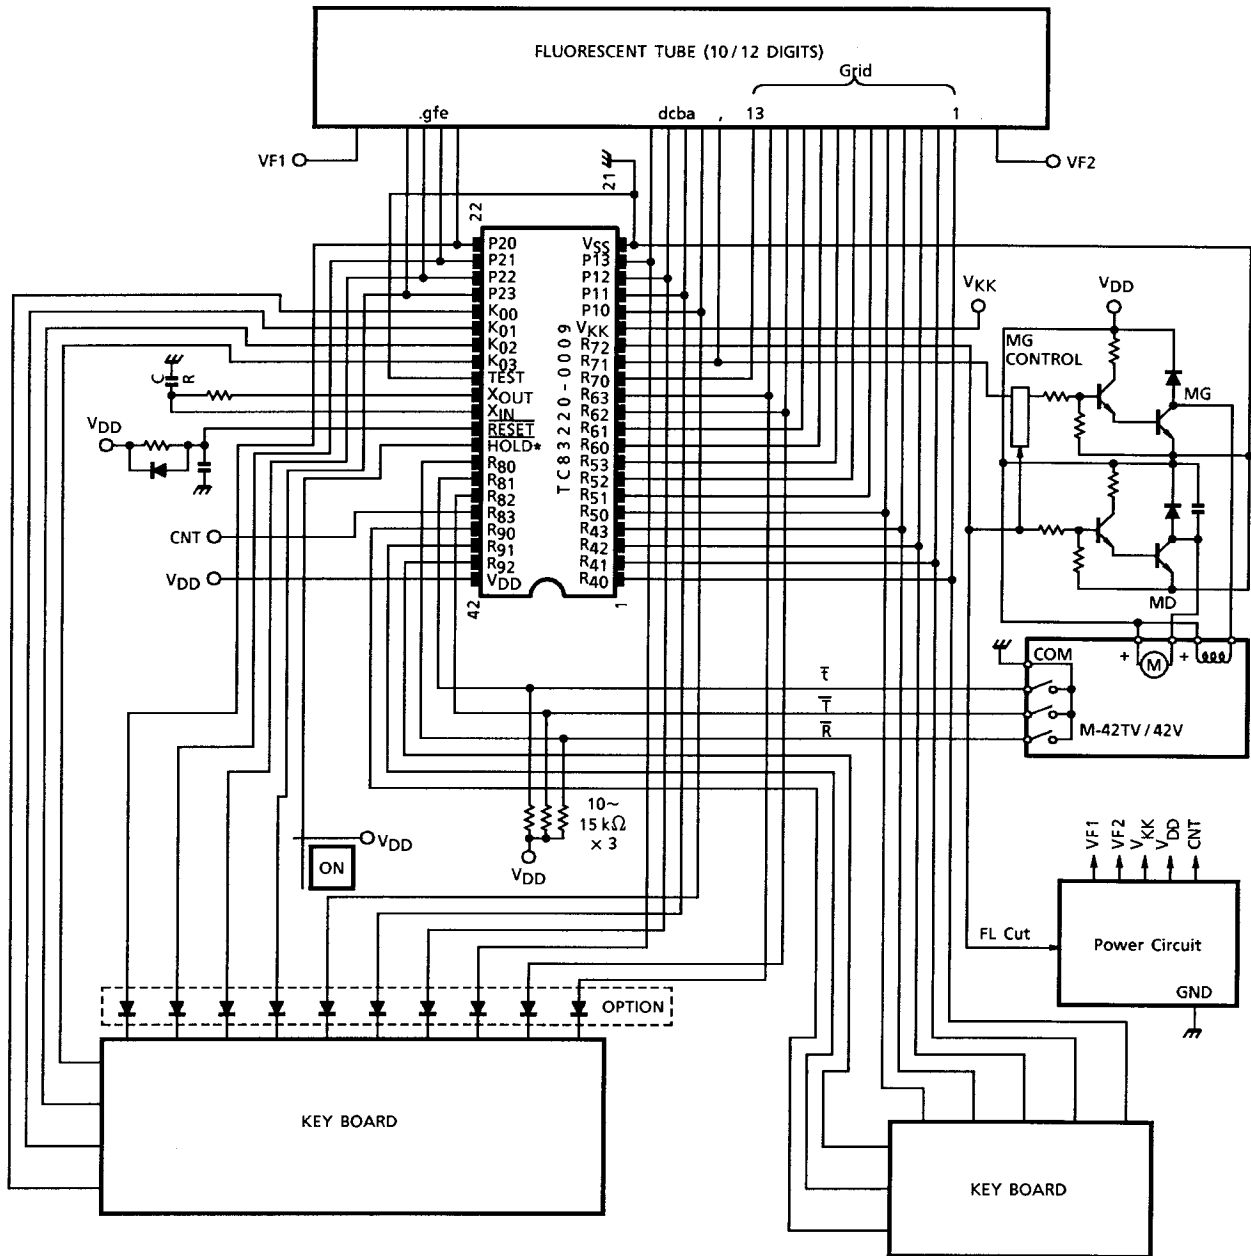 FLUORESCENT TUBE (10/12 DIGITS)
Grid
.gfe
dcba
,
13
1
VF1
VF2
21
22
P20
P21
P22
P23
K00
K01
K02
K03
TEST
XOUT
XIN
RESET
HOLD*
R80
R81
R82
R83
R90
R91
R92
VDD
42
TC83220-0009
VSS
P13
P12
P11
P10
VKK
R72
R71
R70
R63
R62
R61
R60
R53
R52
R51
R50
R43
R42
R41
R40
1
C
R
VDD
CNT
VDD
VKK
VDD
MG
CONTROL
MG
MD
COM
+
M
+
M-42TV/42V
t
T
R
10~
15kΩ
×3
VDD
VDD
ON
VF1
VF2
VKK
VDD
CNT
FL Cut
Power Circuit
GND
OPTION
KEY BOARD
KEY BOARD